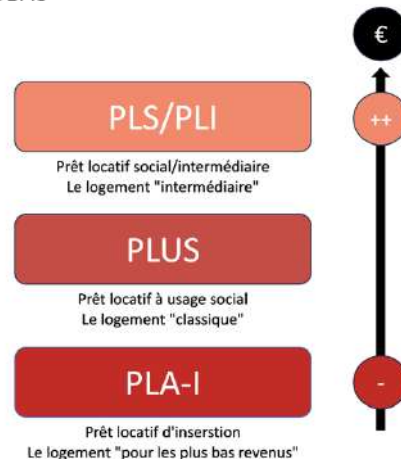 €
PLS/PLI
++
Prêt locatif social/intermédiaire
Le logement "intermédiaire"
PLUS
Prêt locatif à usage social
Le logement "classique"
PLA-I
-
Prêt locatif d'inserstion
Le logement "pour les plus bas revenus"